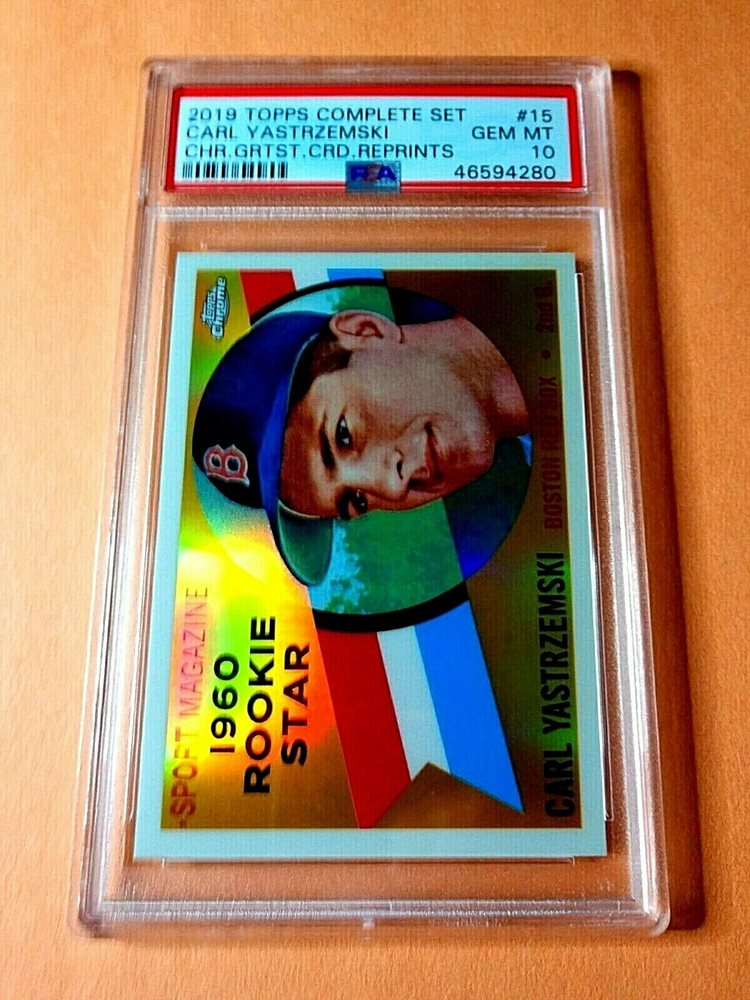 2019 TOPPS COMPLETE SET #15
CARL YASTRZEMSKI GEM MT
CHR.GRTST.CRD.REPRINTS 10
PSA 46594280
TOPPS
Chrome
B
SPORT MAGAZINE
1960
ROOKIE
STAR
CARL YASTRZEMSKI BOSTON RED SOX • 2nd B.